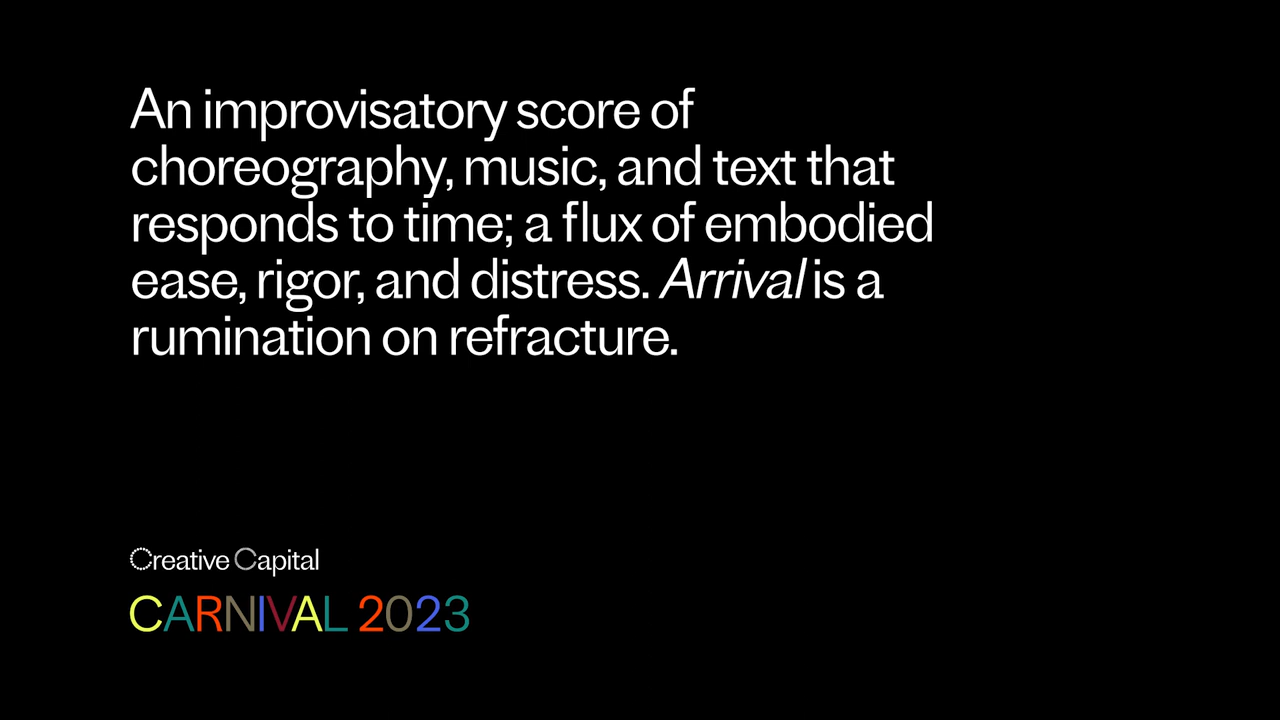 An improvisatory score of
choreography, music, and text that
responds to time; a flux of embodied
ease, rigor, and distress. Arrival is a
rumination on refracture.
Creative Capital
CARNIVAL 2023